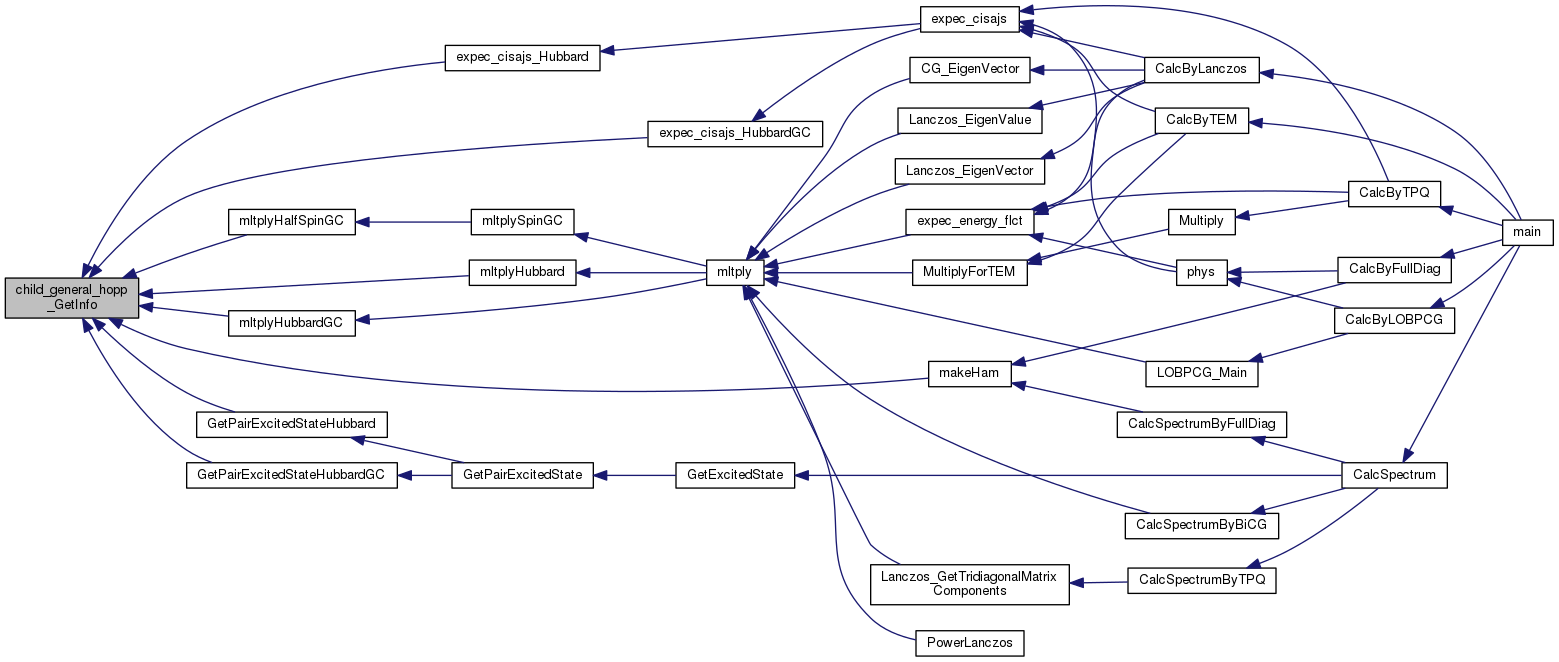 child_general_hopp
_GetInfo
expec_cisajs_Hubbard
expec_cisajs_HubbardGC
mltplyHalfSpinGC
mltplySpinGC
mltplyHubbard
mltplyHubbardGC
mltply
GetPairExcitedStateHubbard
GetPairExcitedStateHubbardGC
GetPairExcitedState
GetExcitedState
expec_cisajs
CG_EigenVector
Lanczos_EigenValue
Lanczos_EigenVector
expec_energy_flct
MultiplyForTEM
makeHam
Lanczos_GetTridiagonalMatrix
Components
PowerLanczos
CalcByLanczos
CalcByTEM
Multiply
phys
LOBPCG_Main
CalcSpectrumByFullDiag
CalcSpectrumByBiCG
CalcSpectrumByTPQ
CalcByTPQ
CalcByFullDiag
CalcByLOBPCG
CalcSpectrum
main